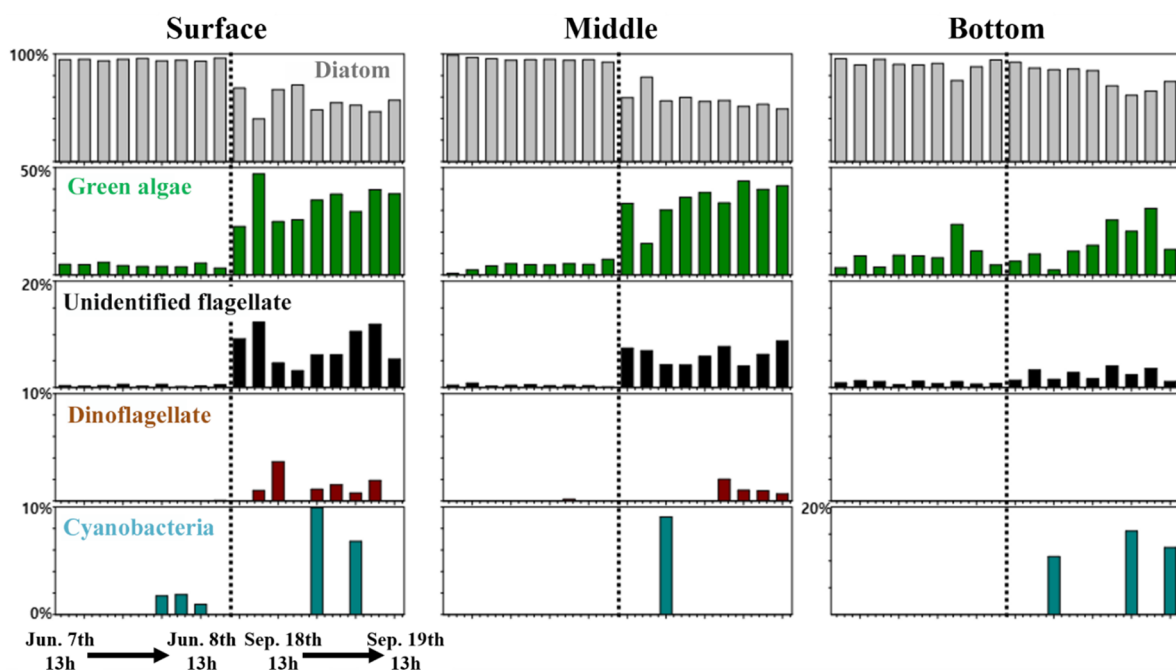 Surface Middle Bottom
100%
Diatom
50%
Green algae
20%
Unidentified flagellate
10%
Dinoflagellate
10% 20%
Cyanobacteria
0%
Jun. 7th Jun. 8th Sep. 18th Sep. 19th
13h 13h 13h 13h